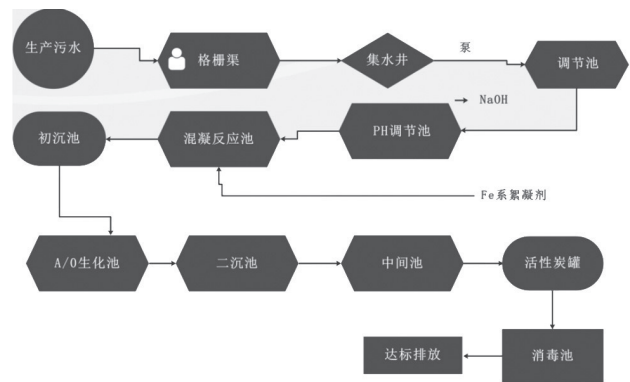 生产污水
格栅渠
集水井
泵
调节池
NaOH
PH调节池
混凝反应池
初沉池
Fe系絮凝剂
A/O生化池
二沉池
中间池
活性炭罐
消毒池
达标排放